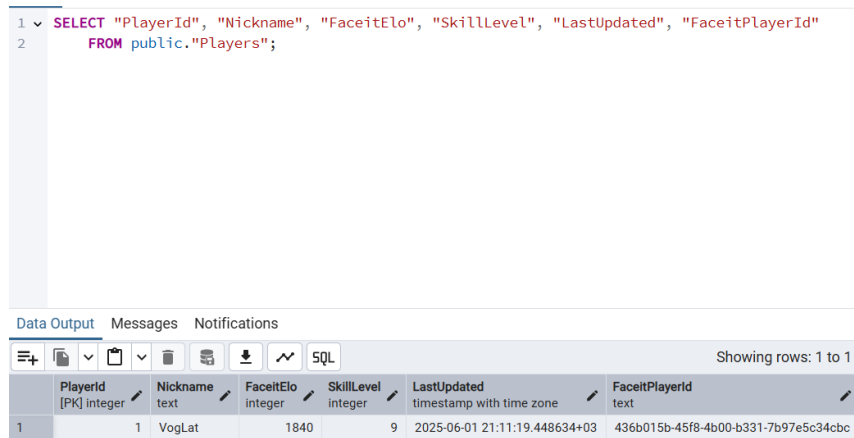 1 SELECT "PlayerId", "Nickname", "FaceitElo", "SkillLevel", "LastUpdated", "FaceitPlayerId"
2 FROM public."Players";
Data Output Messages Notifications
SQL Showing rows: 1 to 1
PlayerId Nickname FaceitElo SkillLevel LastUpdated FaceitPlayerId
[PK] integer text integer integer timestamp with time zone text
1 1 VogLat 1840 9 2025-06-01 21:11:19.448634+03 436b015b-45f8-4b00-b331-7b97e5c34cbc